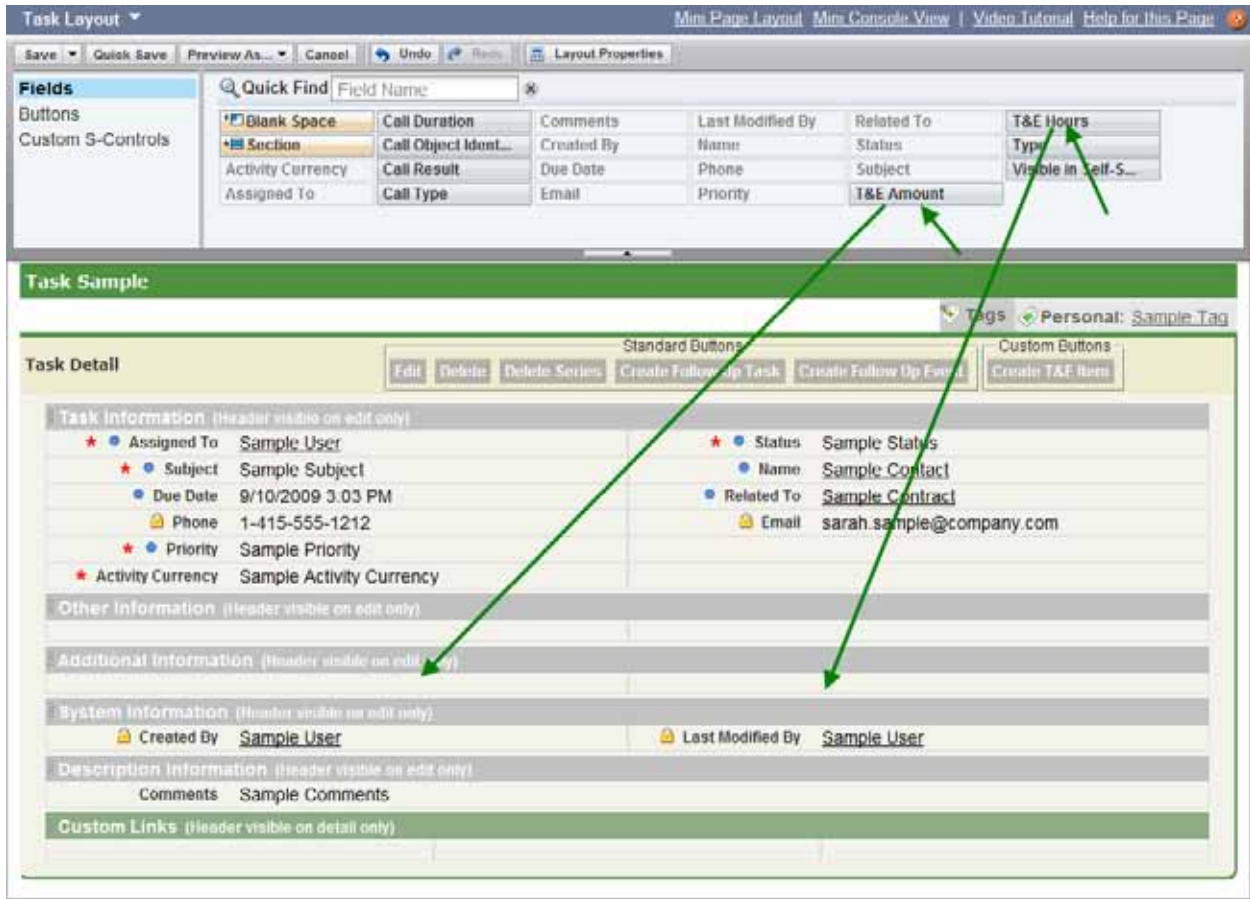 Task Layout Mini Page Layout Mini Console View | Video Tutorial Help for this Page
Save Quick Save Preview As... Cancel Undo Redo Layout Properties
Fields
Buttons
Custom S-Controls
Quick Find Field Name
Blank Space Call Duration Comments Last Modified By Related To T&E Hours
Section Call Object Ident... Created By Name Status Type
Activity Currency Call Result Due Date Phone Subject Visible in Self-S...
Assigned To Call Type Email Priority T&E Amount
Task Sample
Tags Personal: Sample Tag
Task Detail
Standard Buttons
Edit Delete Delete Series Create Follow Up Task Create Follow Up Event
Custom Buttons
Create T&E Item
Task Information (Header visible on edit only)
* Assigned To Sample User * Status Sample Status
* Subject Sample Subject Name Sample Contact
Due Date 9/10/2009 3:03 PM Related To Sample Contract
Phone 1-415-555-1212 Email sarah.sample@company.com
* Priority Sample Priority
* Activity Currency Sample Activity Currency
Other Information (Header visible on edit only)
Additional Information (Header visible on edit only)
System Information (Header visible on edit only)
Created By Sample User Last Modified By Sample User
Description Information (Header visible on edit only)
Comments Sample Comments
Custom Links (Header visible on detail only)